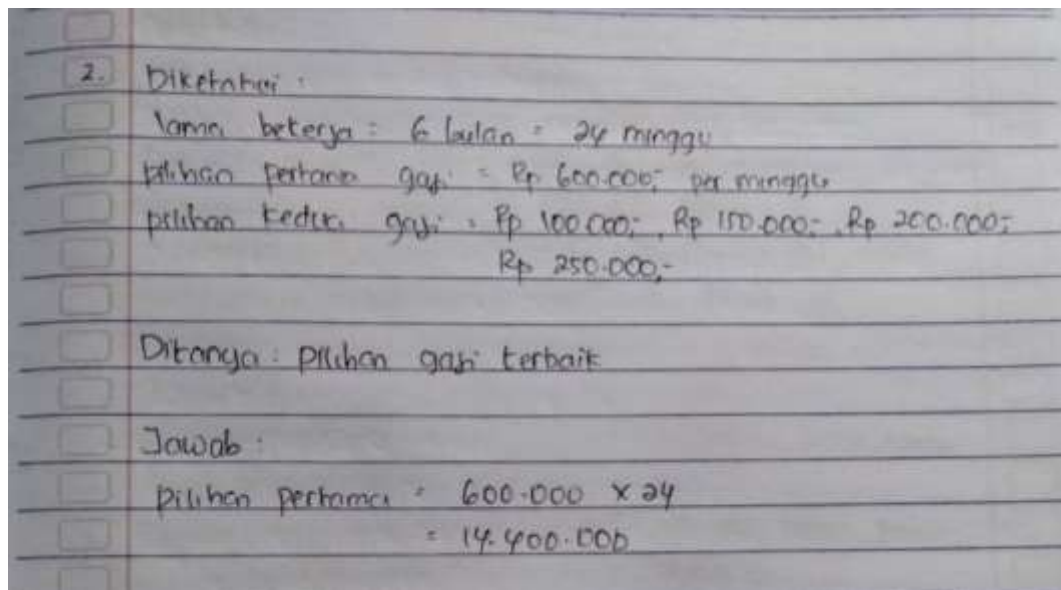 2. Diketahui :
lama bekerja = 6 bulan = 24 minggu
pilihan pertama gaji = Rp 600.000,- per minggu
pilihan kedua gaji = Rp 100.000,- , Rp 150.000,- , Rp 200.000,-
Rp 250.000,-
Ditanya : pilihan gaji terbaik
Jawab :
Pilihan pertama = 600.000 x 24
= 14.400.000